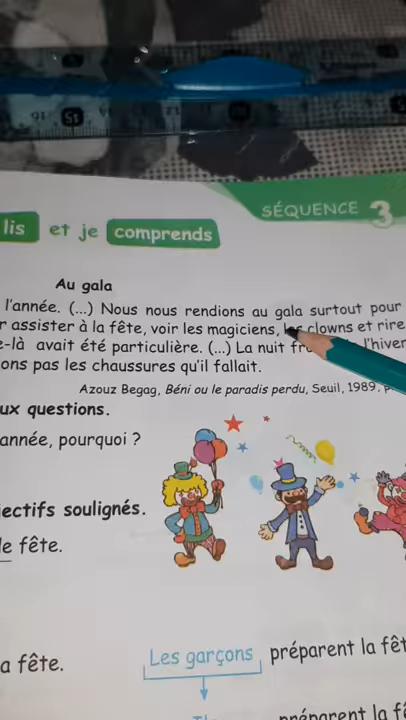 SÉQUENCE 3
lis et je comprends
Au gala
l'année. (...) Nous nous rendions au gala surtout pour
r assister à la fête, voir les magiciens, les clowns et rire
e-là avait été particulière. (...) La nuit l'hiver
ons pas les chaussures qu'il fallait.
Azouz Begag, Béni ou le paradis perdu, Seuil, 1989.
ux questions.
année, pourquoi ?
jectifs soulignés.
le fête.
a fête.
Les garçons préparent la fêt
préparent la fê